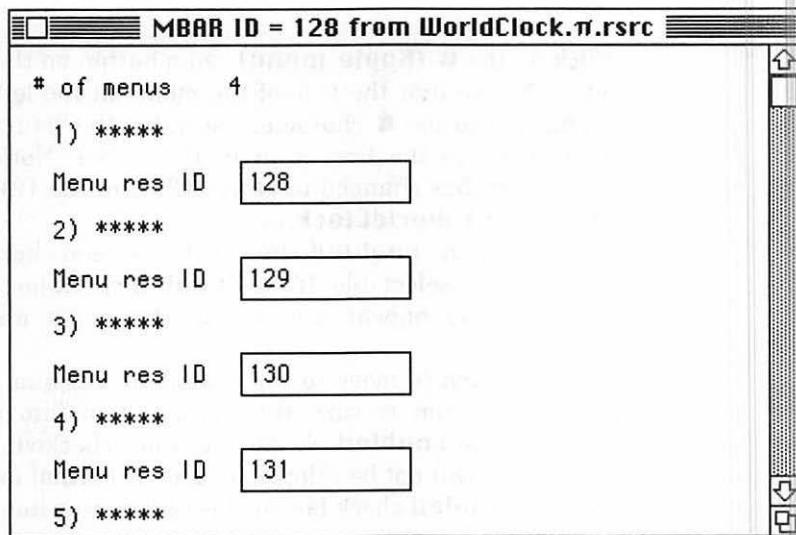 MBAR ID = 128 from WorldClock.π.rsrc
# of menus 4
1) *****
Menu res ID 128
2) *****
Menu res ID 129
3) *****
Menu res ID 130
4) *****
Menu res ID 131
5) *****